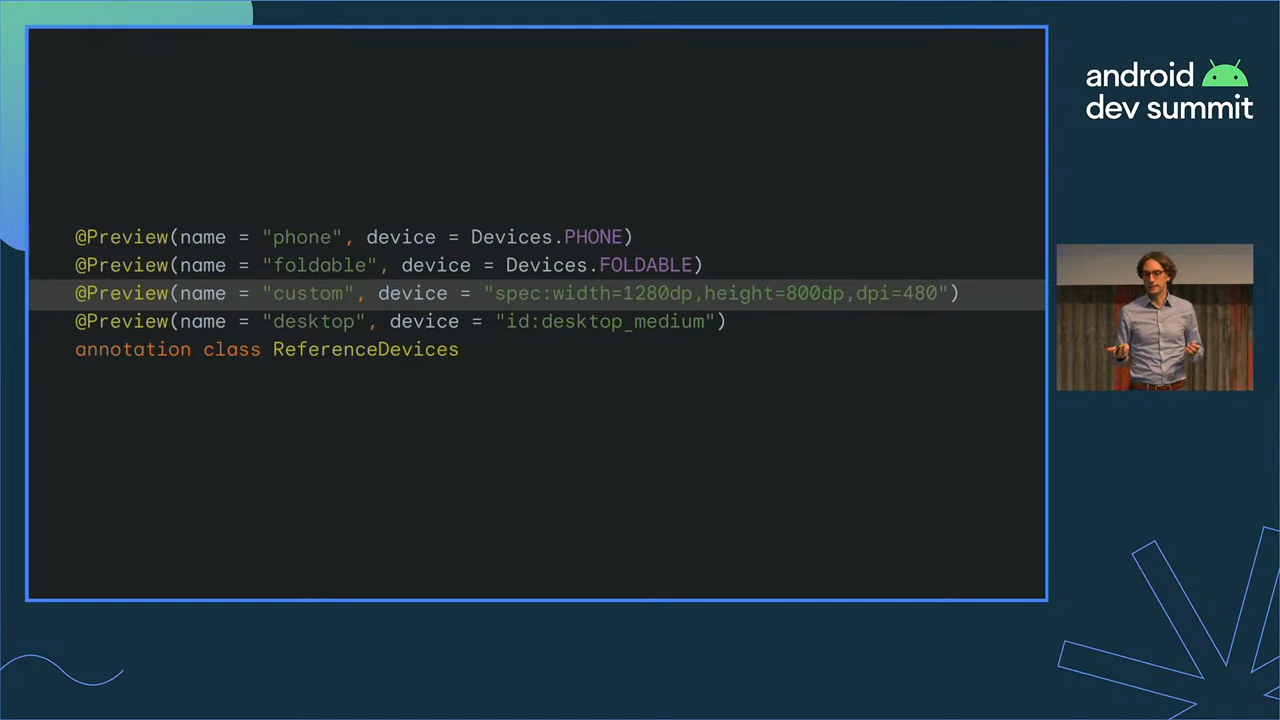 @Preview(name = "phone", device = Devices.PHONE)
@Preview(name = "foldable", device = Devices.FOLDABLE)
@Preview(name = "custom", device = "spec:width=1280dp,height=800dp,dpi=480")
@Preview(name = "desktop", device = "id:desktop_medium")
annotation class ReferenceDevices
android
dev summit